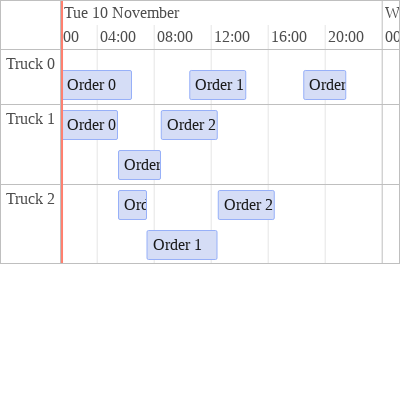 Tue 10 November
W
00 04:00 08:00 12:00 16:00 20:00 00
Truck 0
Order 0 Order 1 Order
Truck 1
Order 0 Order 2
Order
Truck 2
Ord Order 2
Order 1